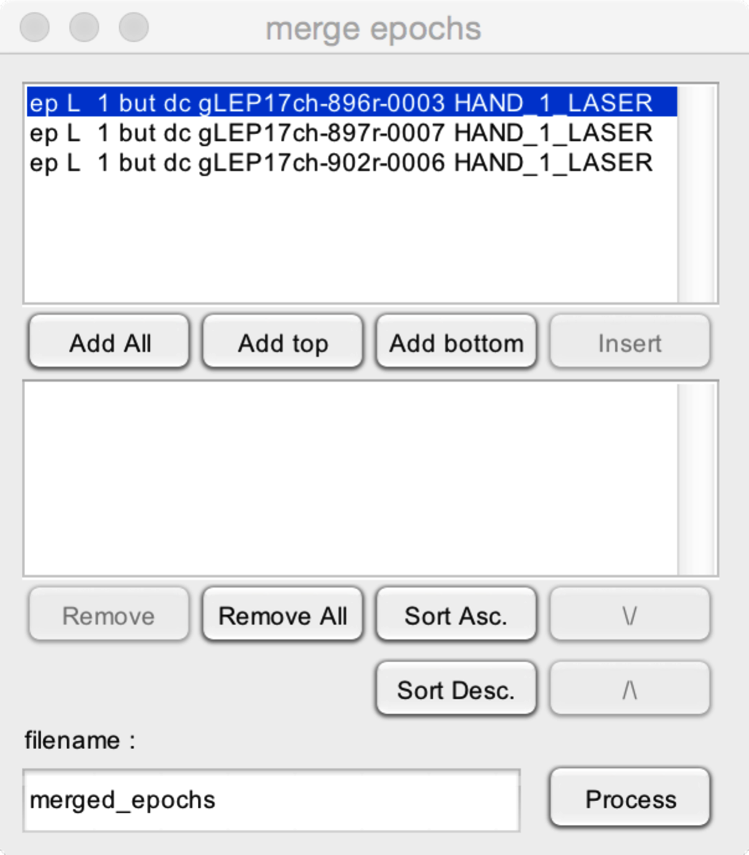 merge epochs
ep L  1 but dc gLEP17ch-896r-0003 HAND_1_LASER
ep L  1 but dc gLEP17ch-897r-0007 HAND_1_LASER
ep L  1 but dc gLEP17ch-902r-0006 HAND_1_LASER
Add All Add top Add bottom Insert
Remove Remove All Sort Asc. \/
Sort Desc. /\
filename :
merged_epochs Process